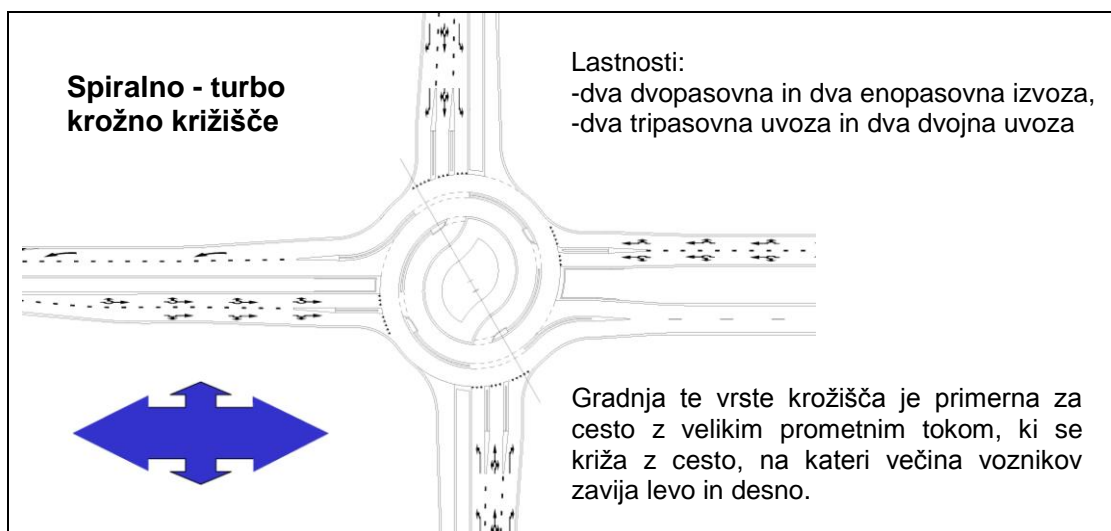 Spiralno - turbo
krožno križišče
Lastnosti:
-dva dvopasovna in dva enopasovna izvoza,
-dva tripasovna uvoza in dva dvojna uvoza
Gradnja te vrste krožišča je primerna za
cesto z velikim prometnim tokom, ki se
križa z cesto, na kateri večina voznikov
zavija levo in desno.